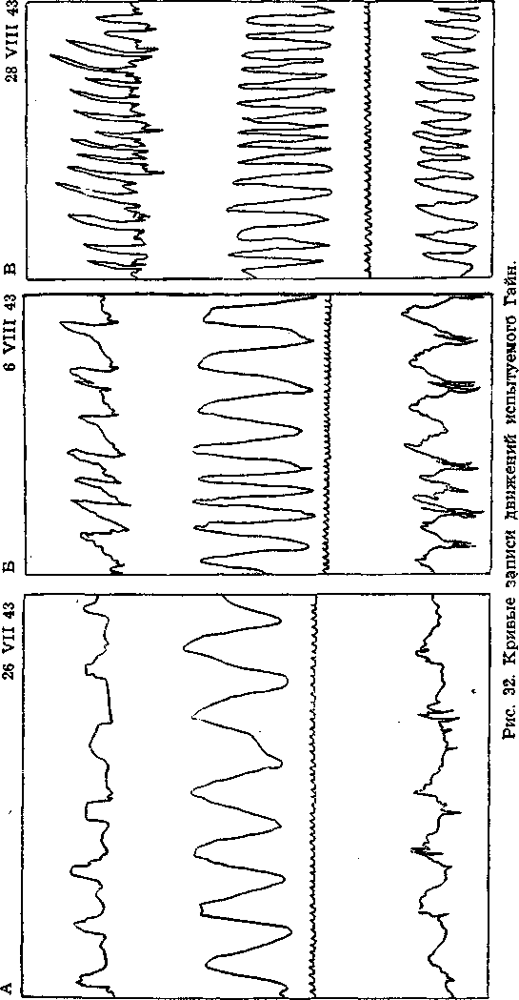 А 26 VII 43
Б 6 VIII 43
В 28 VIII 43
Рис. 32. Кривые записи движений испытуемого Гайн.